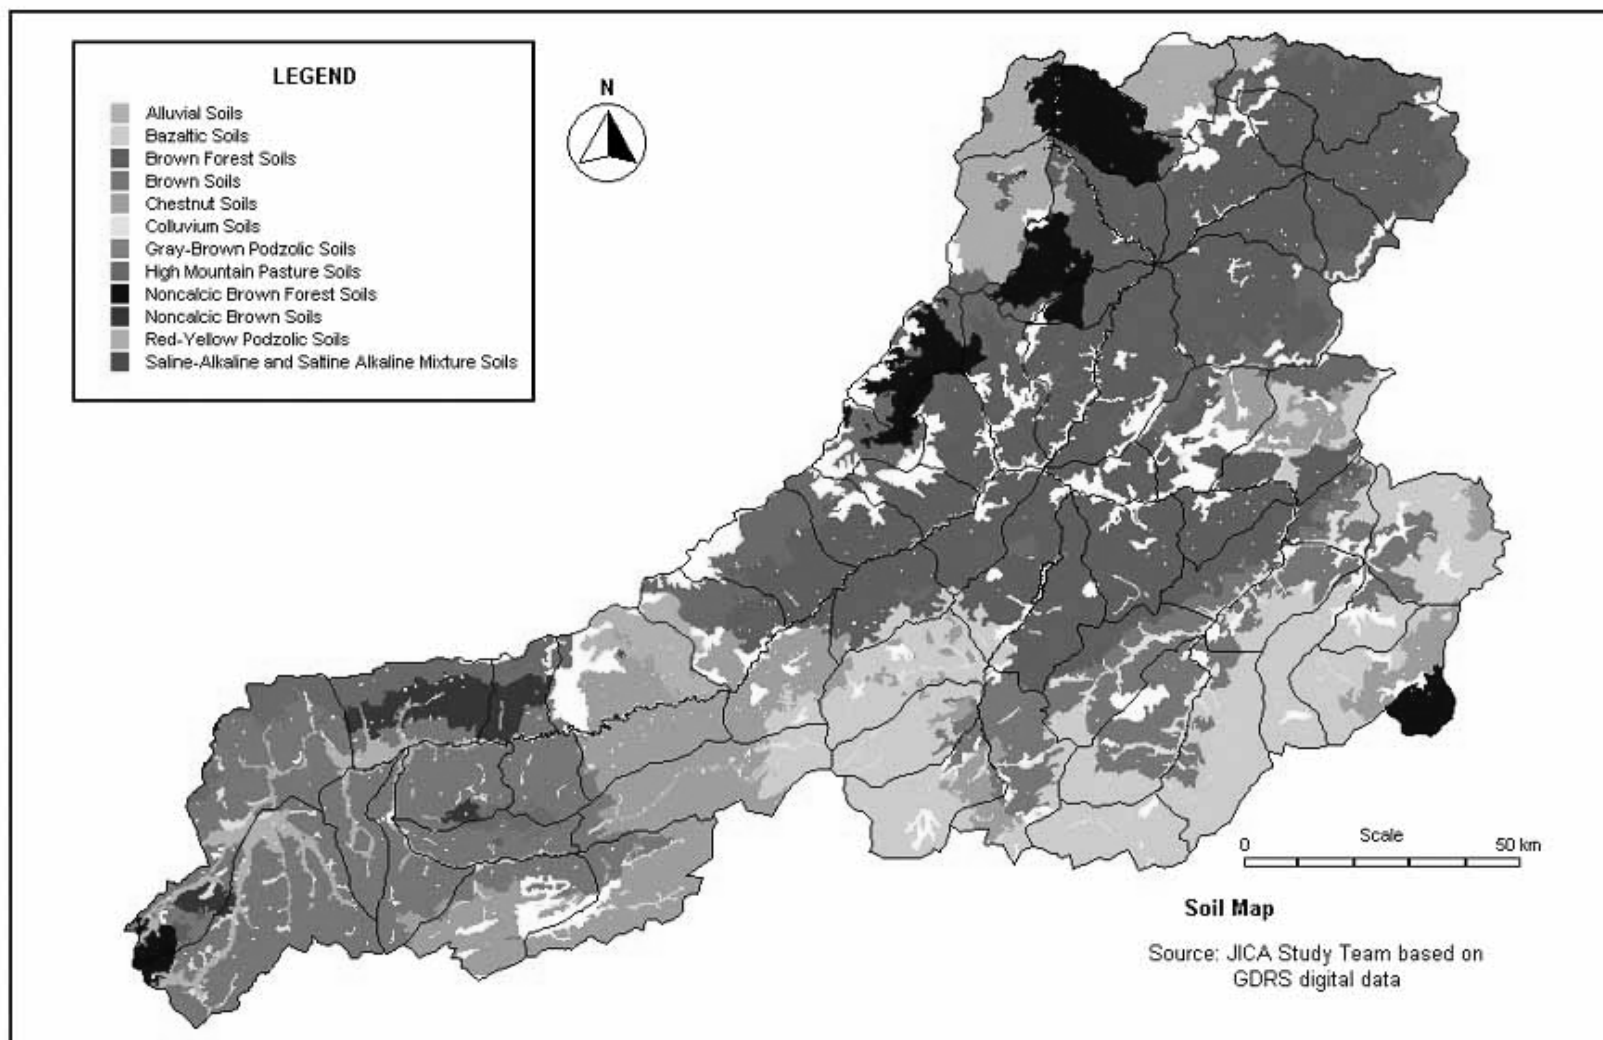 LEGEND
Alluvial Soils
Bazaltic Soils
Brown Forest Soils
Brown Soils
Chestnut Soils
Colluvium Soils
Gray-Brown Podzolic Soils
High Mountain Pasture Soils
Noncalcic Brown Forest Soils
Noncalcic Brown Soils
Red-Yellow Podzolic Soils
Saline-Alkaline and Saltine Alkaline Mixture Soils
N
Scale
0 50 km
Soil Map
Source: JICA Study Team based on
GDRS digital data